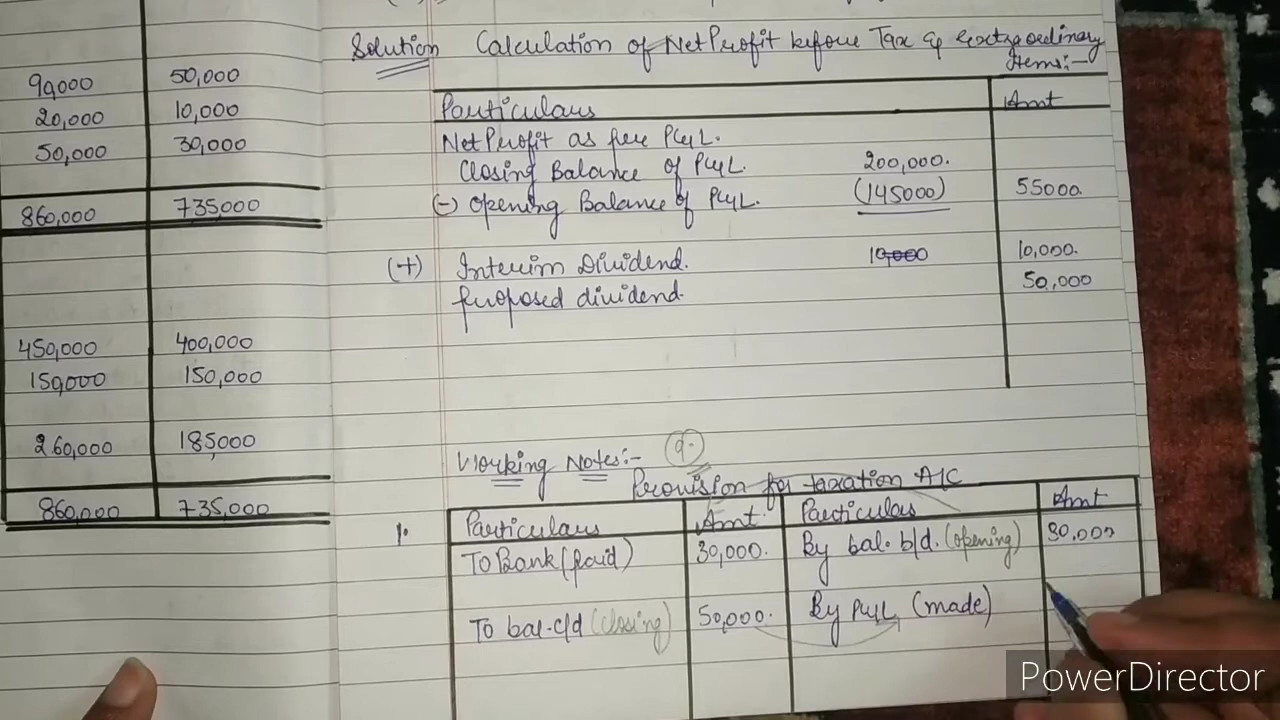 90,000 50,000
20,000 10,000
50,000 30,000
860,000 735000
450,000 400,000
150,000 150,000
260,000 185,000
860,000 735,000
Solution Calculation of Net Profit before Tax & Extraordinary
Items:-
Particulars Amt
Net Profit as per P&L.
Closing Balance of P&L. 200,000.
(-) Opening Balance of P&L. (145000) 55000.
(+) Interim Dividend. 10,000 10,000.
proposed dividend. 50,000
Working Notes:- 9.
Provision for taxation A/C
1. Particulars Amt. Particulars Amt
To Bank (paid) 30,000. By bal. b/d. (opening) 30,000
To bal. c/d (closing) 50,000. By P&L (made)
PowerDirector